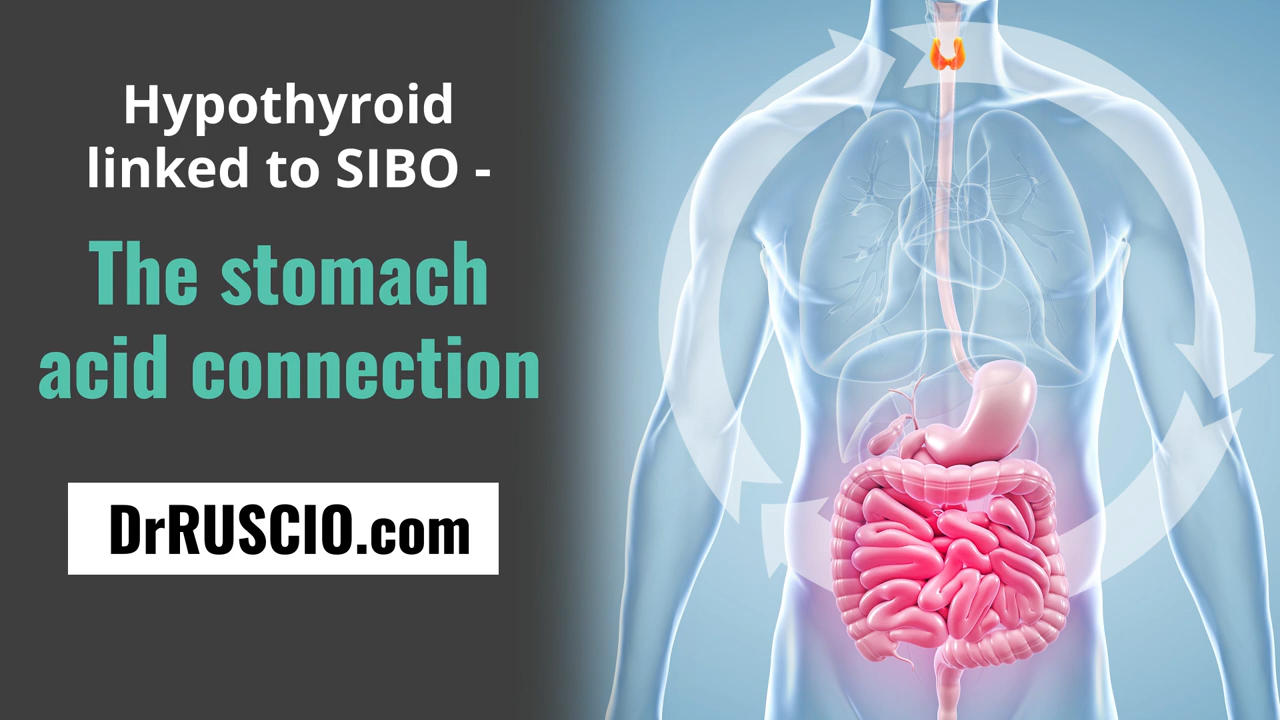 Hypothyroid
linked to SIBO -
The stomach
acid connection
DrRUSCIO.com